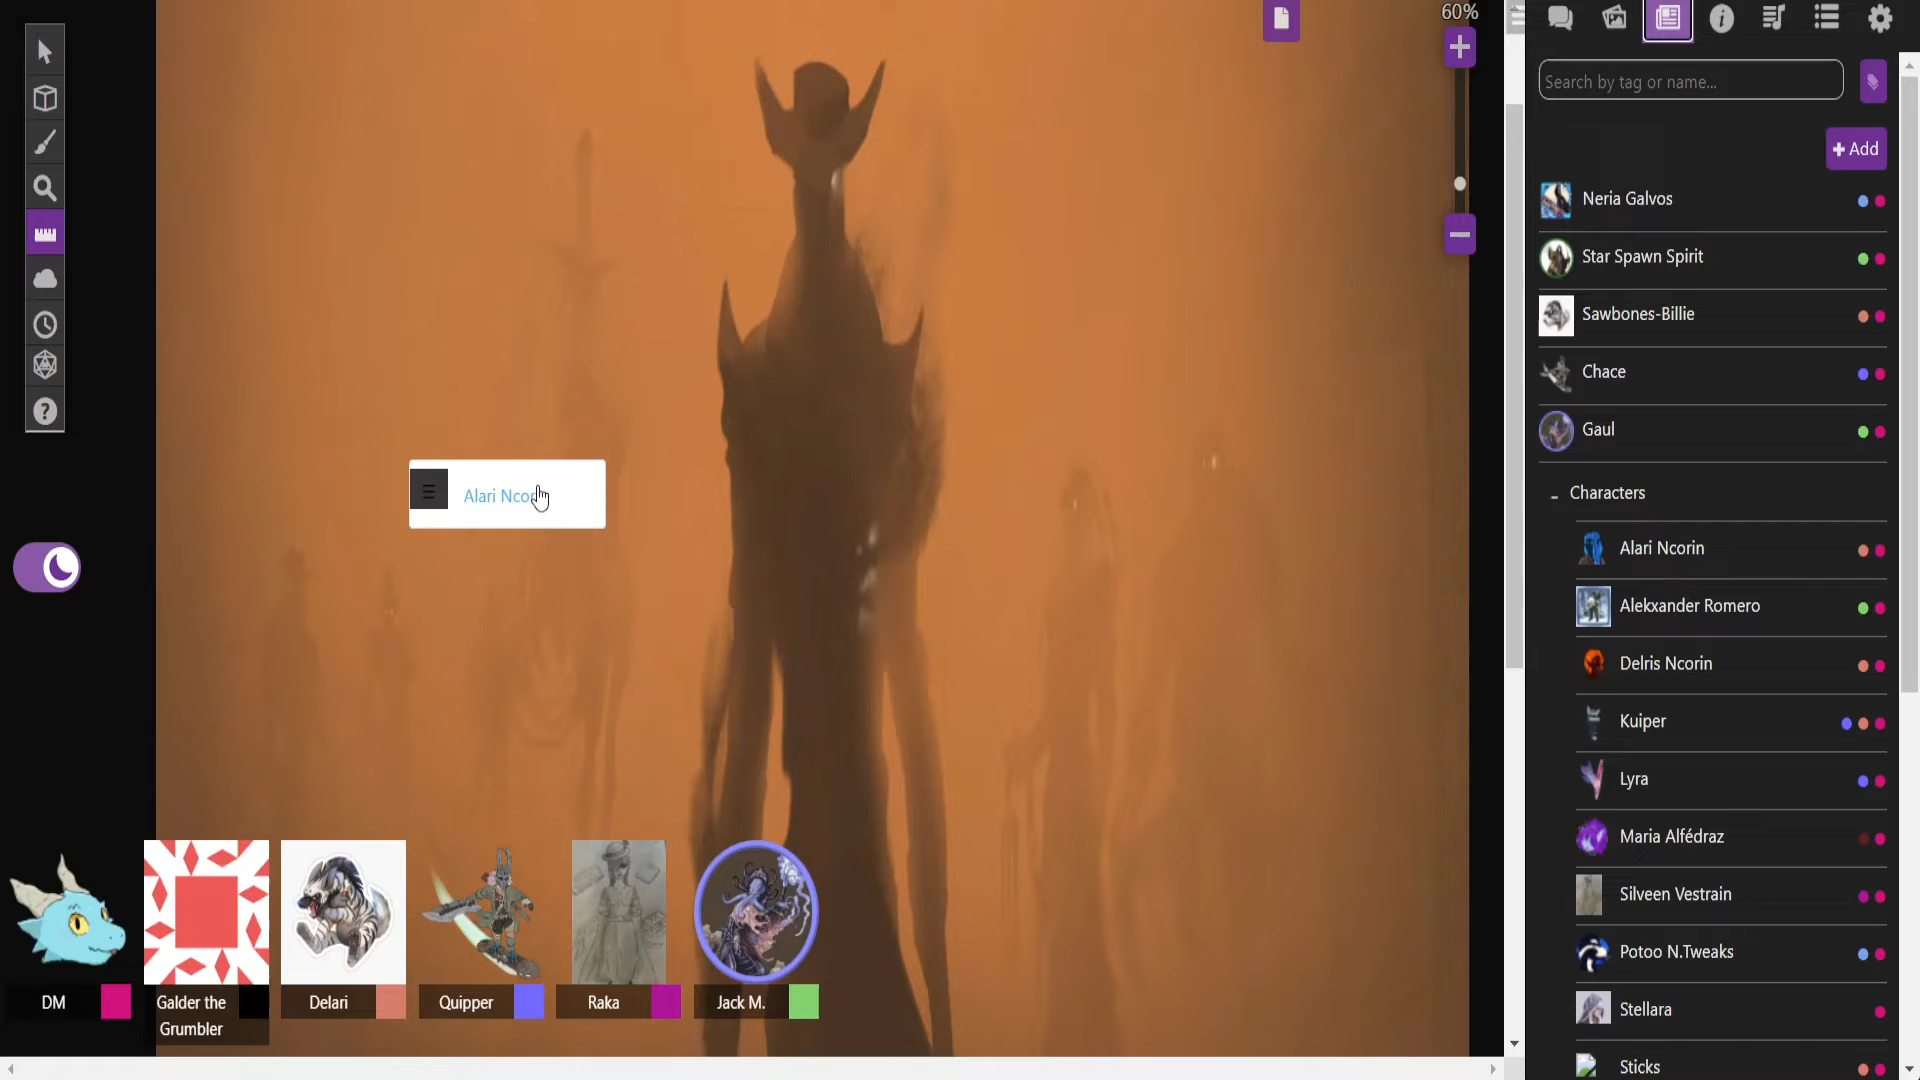 60%
Search by tag or name...
+ Add
Neria Galvos
Star Spawn Spirit
Sawbones-Billie
Chace
Gaul
- Characters
Alari Ncorin
Alekxander Romero
Delris Ncorin
Kuiper
Lyra
Maria Alfédraz
Silveen Vestrain
Potoo N.Tweaks
Stellara
Sticks
Alari
DM
Galder the
Grumbler
Delari
Quipper
Raka
Jack M.